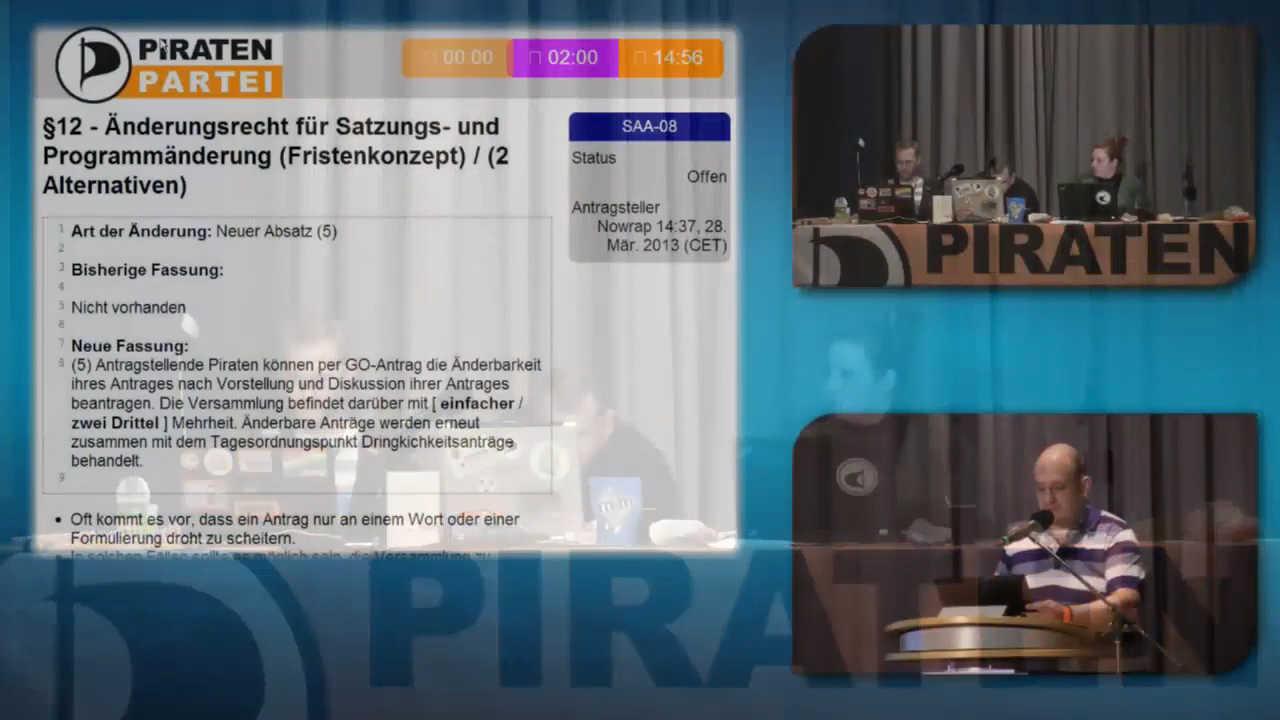 PIRATEN
PARTEI
00:00
02:00
14:56
§12 - Änderungsrecht für Satzungs- und
Programmänderung (Fristenkonzept) / (2
Alternativen)
SAA-08
Status
Offen
Antragsteller
Nowrap 14:37, 28.
Mär. 2013 (CET)
1 Art der Änderung: Neuer Absatz (5)
2
3 Bisherige Fassung:
4
5 Nicht vorhanden
6
7 Neue Fassung:
8 (5) Antragstellende Piraten können per GO-Antrag die Änderbarkeit
ihres Antrages nach Vorstellung und Diskussion ihrer Antrages
beantragen. Die Versammlung befindet darüber mit [ einfacher /
zwei Drittel ] Mehrheit. Änderbare Anträge werden erneut
zusammen mit dem Tagesordnungspunkt Dringkichkeitsanträge
behandelt.
9
• Oft kommt es vor, dass ein Antrag nur an einem Wort oder einer
Formulierung droht zu scheitern.
PIRATEN
PIRATEN